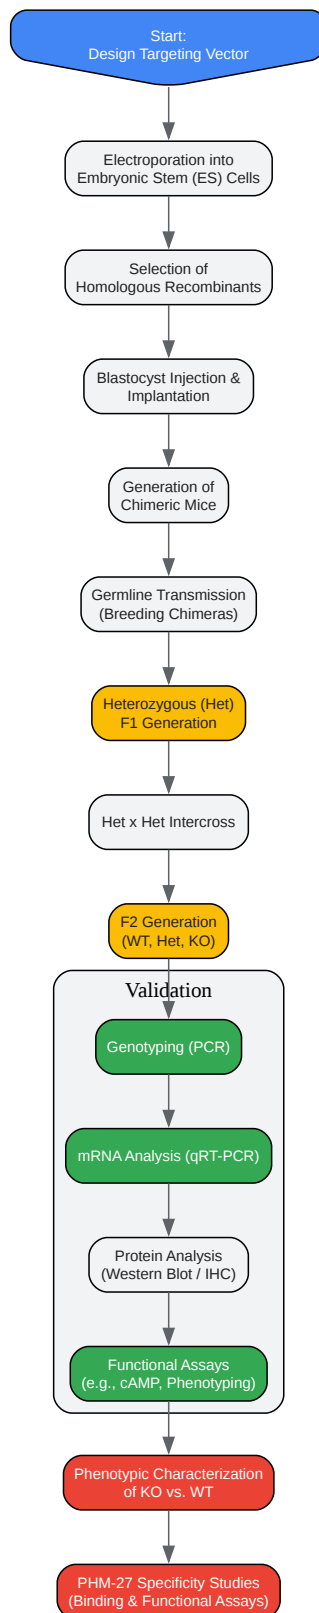 Start:
Design Targeting Vector
Electroporation into
Embryonic Stem (ES) Cells
Selection of
Homologous Recombinants
Blastocyst Injection &
Implantation
Generation of
Chimeric Mice
Germline Transmission
(Breeding Chimeras)
Heterozygous (Het)
F1 Generation
Het x Het Intercross
F2 Generation
(WT, Het, KO)
Validation
Genotyping (PCR)
mRNA Analysis (qRT-PCR)
Protein Analysis
(Western Blot / IHC)
Functional Assays
(e.g., cAMP, Phenotyping)
Phenotypic Characterization
of KO vs. WT
PHM-27 Specificity Studies
(Binding & Functional Assays)